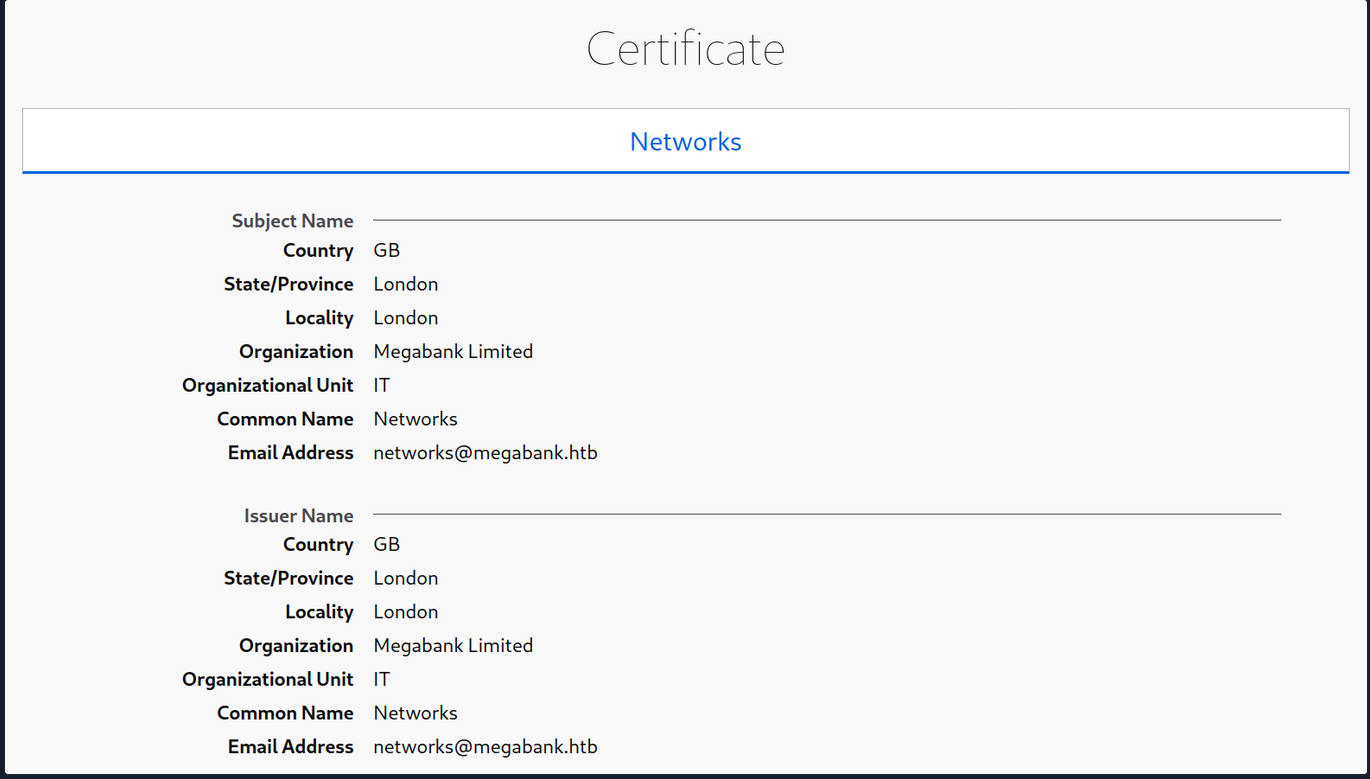 Certificate
Networks
Subject Name
Country GB
State/Province London
Locality London
Organization Megabank Limited
Organizational Unit IT
Common Name Networks
Email Address networks@megabank.htb
Issuer Name
Country GB
State/Province London
Locality London
Organization Megabank Limited
Organizational Unit IT
Common Name Networks
Email Address networks@megabank.htb